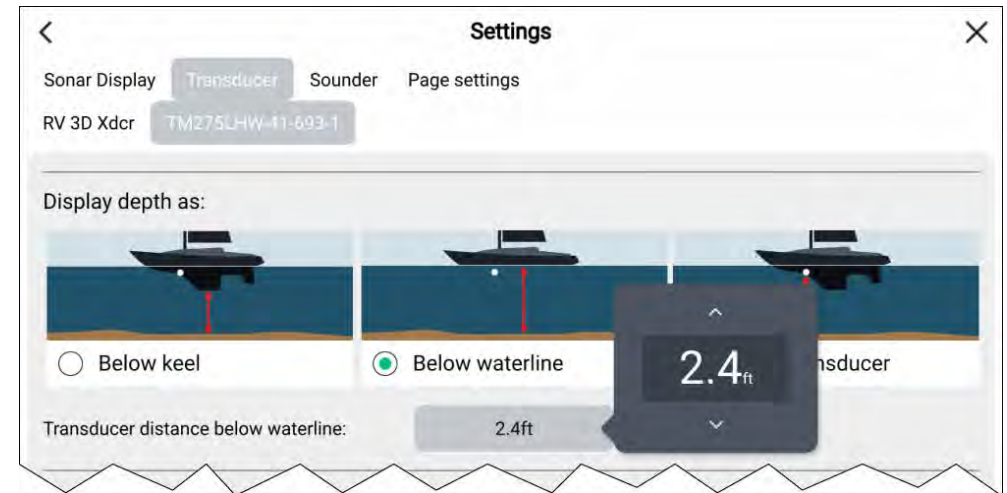 Settings
Sonar Display Transducer Sounder Page settings
RV 3D Xdcr TM275LHW-41-693-1
Display depth as:
Below keel Below waterline nsducer
2.4ft
Transducer distance below waterline: 2.4ft